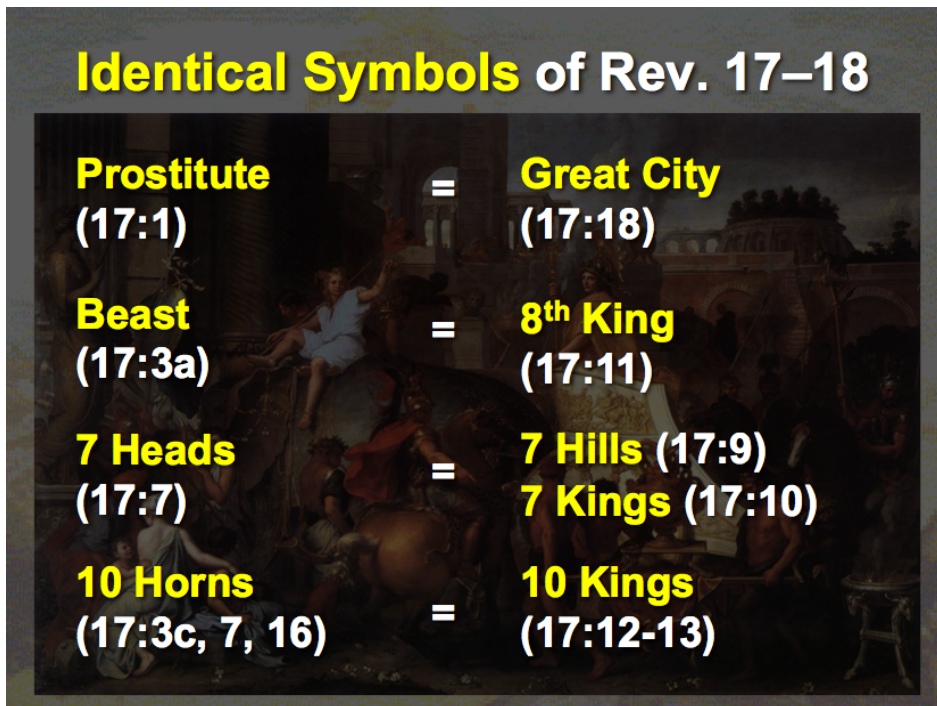 Identical Symbols of Rev. 17–18
Prostitute = Great City
(17:1) (17:18)
Beast = 8th King
(17:3a) (17:11)
7 Heads = 7 Hills (17:9)
(17:7) 7 Kings (17:10)
10 Horns = 10 Kings
(17:3c, 7, 16) (17:12-13)